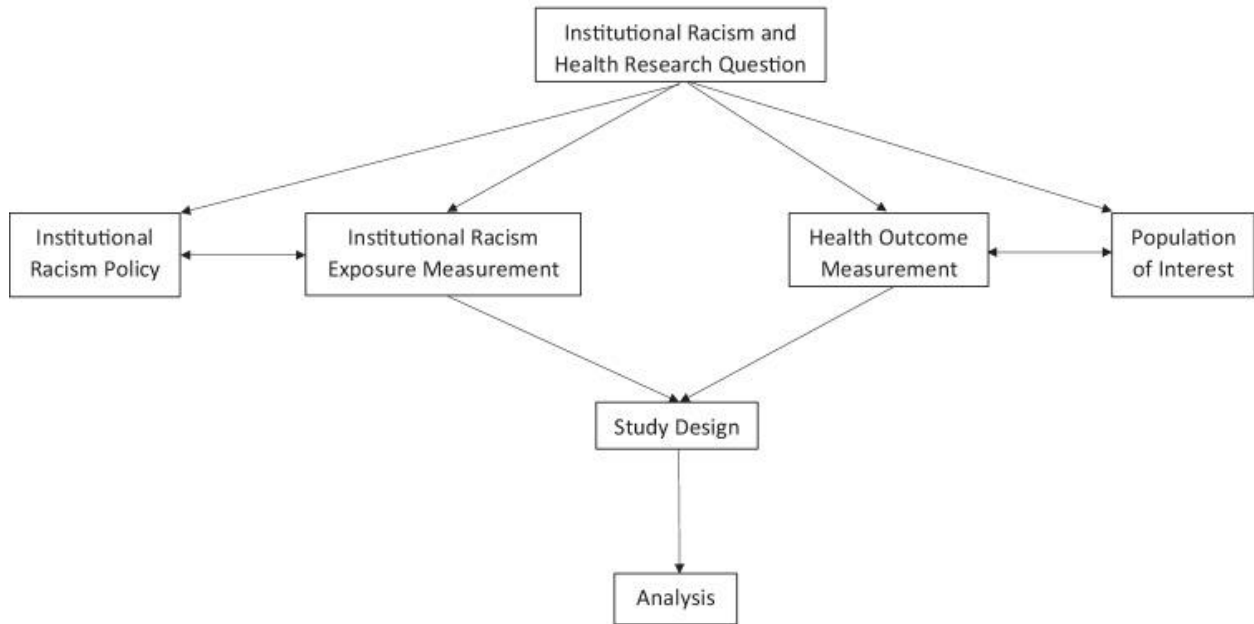 Institutional Racism and
Health Research Question
Institutional
Racism Policy
Institutional Racism
Exposure Measurement
Health Outcome
Measurement
Population
of Interest
Study Design
Analysis